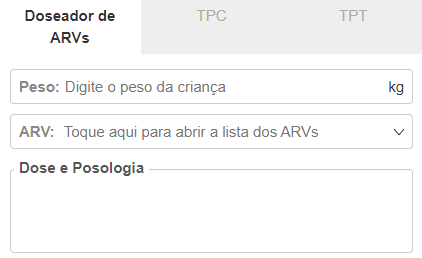 Doseador de
ARVs
TPC
TPT
Peso: Digite o peso da criança
kg
ARV: Toque aqui para abrir a lista dos ARVs
Dose e Posologia